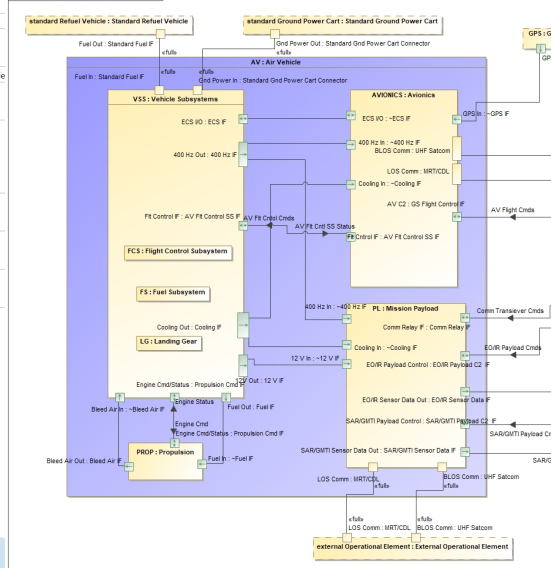 standard Refuel Vehicle : Standard Refuel Vehicle
standard Ground Power Cart : Standard Ground Power Cart
GPS : G
Fuel Out : Standard Fuel IF
Gnd Power Out : Standard Gnd Power Cart Connector
GP
«full»
AV : Air Vehicle
Fuel In : Standard Fuel IF
«full»
«full»
Gnd Power In : Standard Gnd Power Cart Connector
VSS : Vehicle Subsystems
AVIONICS : Avionics
GPS In : ~GPS IF
ECS I/O : ECS IF
ECS I/O : ~ECS IF
400 Hz In : ~400 Hz IF
BLOS Comm : UHF Satcom
400 Hz Out : 400 Hz IF
LOS Comm : MRT/CDL
Cooling In : ~Cooling IF
AV C2 : GS Flight Control IF
AV Flight Cmds
Flt Control IF : AV Flt Control SS IF
AV Flt Cntol Cmds
AV Flt Cntl SS Status
Flt Cntrol IF : AV Flt Control SS IF
FCS : Flight Control Subsystem
FS : Fuel Subsystem
400 Hz In : ~400 Hz IF
PL : Mission Payload
Comm Transiever Cmds
Cooling Out : Cooling IF
Comm Relay IF : Comm Relay IF
LG : Landing Gear
Cooling In : ~Cooling IF
EO/IR Payload Cmds
12 V In : ~12 V IF
EO/IR Payload Control : EO/IR Payload C2 IF
12V Out : 12 V IF
Engine Cmd/Status : Propulsion Cmd IF
Engine Status
EO/IR Sensor Data Out : EO/IR Sensor Data IF
Bleed Air In : ~Bleed Air IF
Fuel Out : Fuel IF
Engine Cmd
SAR/GMTI Payload Control : SAR/GMTI Payload C2 IF
Engine Cmd/Status : Propulsion Cmd IF
SAR/GMTI Payload Cm
PROP : Propulsion
SAR/GMTI Sensor Data Out : SAR/GMTI Sensor Data IF
Bleed Air Out : Bleed Air IF
Fuel In : ~Fuel IF
SAR/G
LOS Comm : MRT/CDL
«full»
BLOS Comm : UHF Satcom
«full»
«full»
LOS Comm : MRT/CDL
«full»
BLOS Comm : UHF Satcom
external Operational Element : External Operational Element